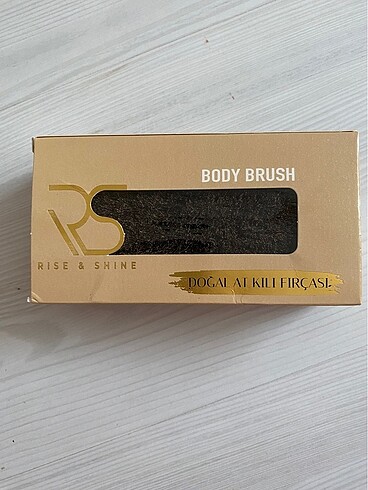 BODY BRUSH
RS
RISE & SHINE
DOĞAL AT KILI FIRÇASI